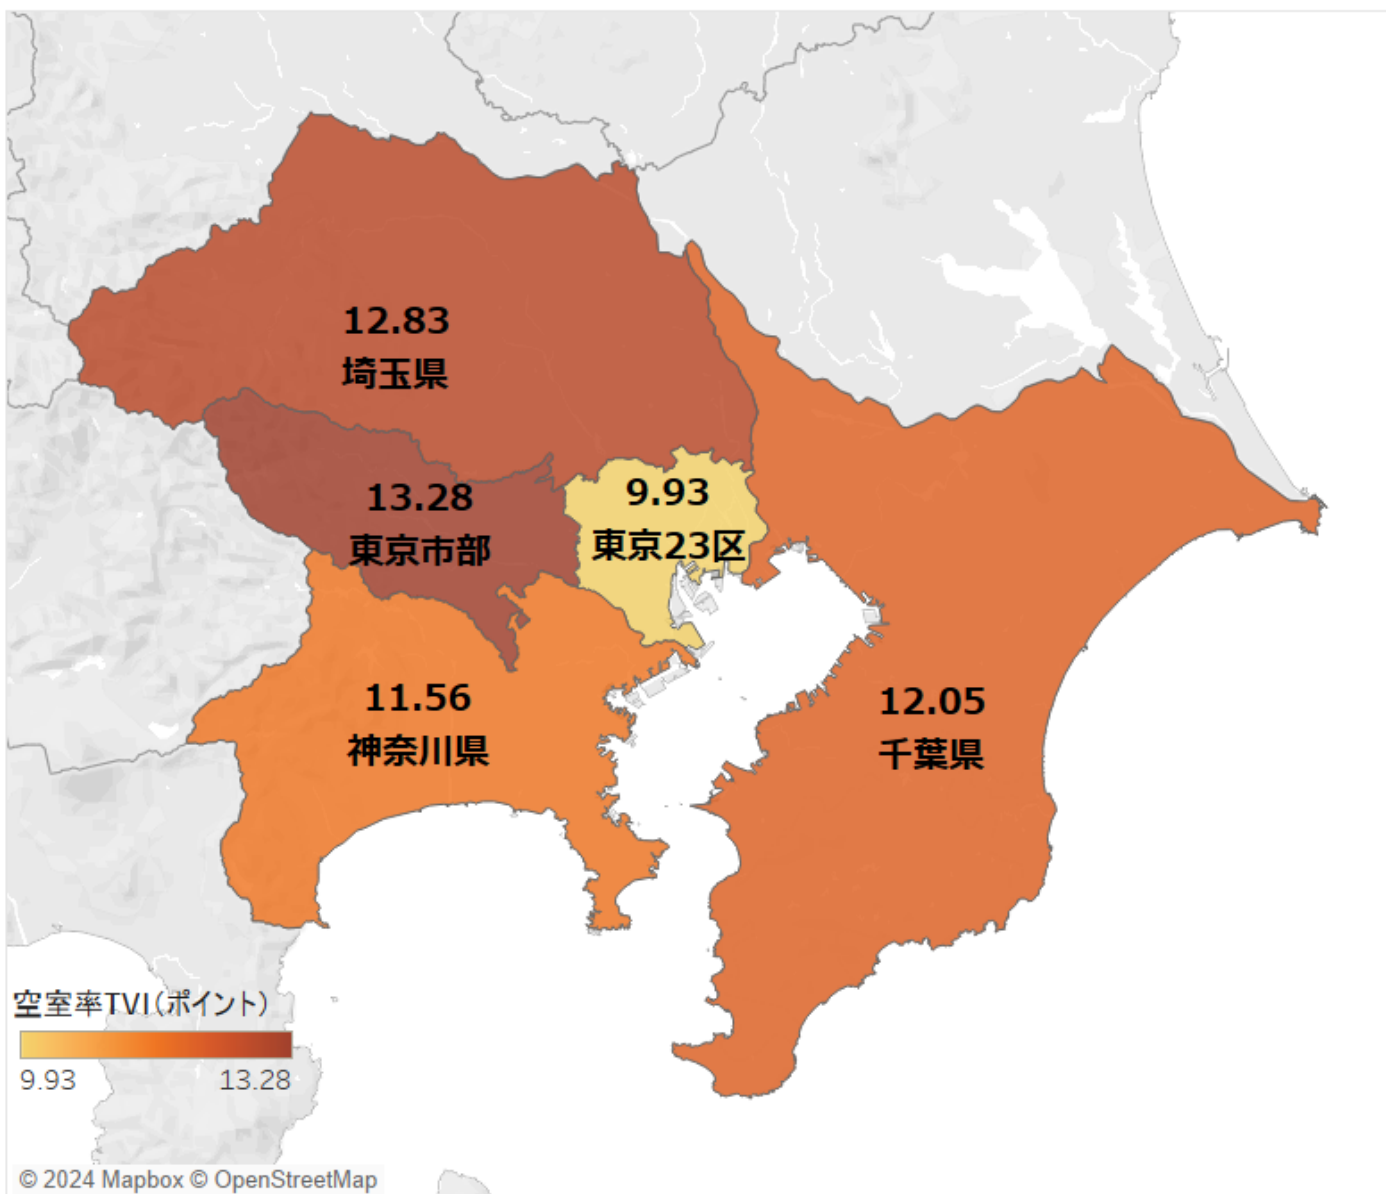 12.83
埼玉県
13.28
東京市部
9.93
東京23区
11.56
神奈川県
12.05
千葉県
空室率TVI(ポイント)
9.93 13.28
© 2024 Mapbox © OpenStreetMap